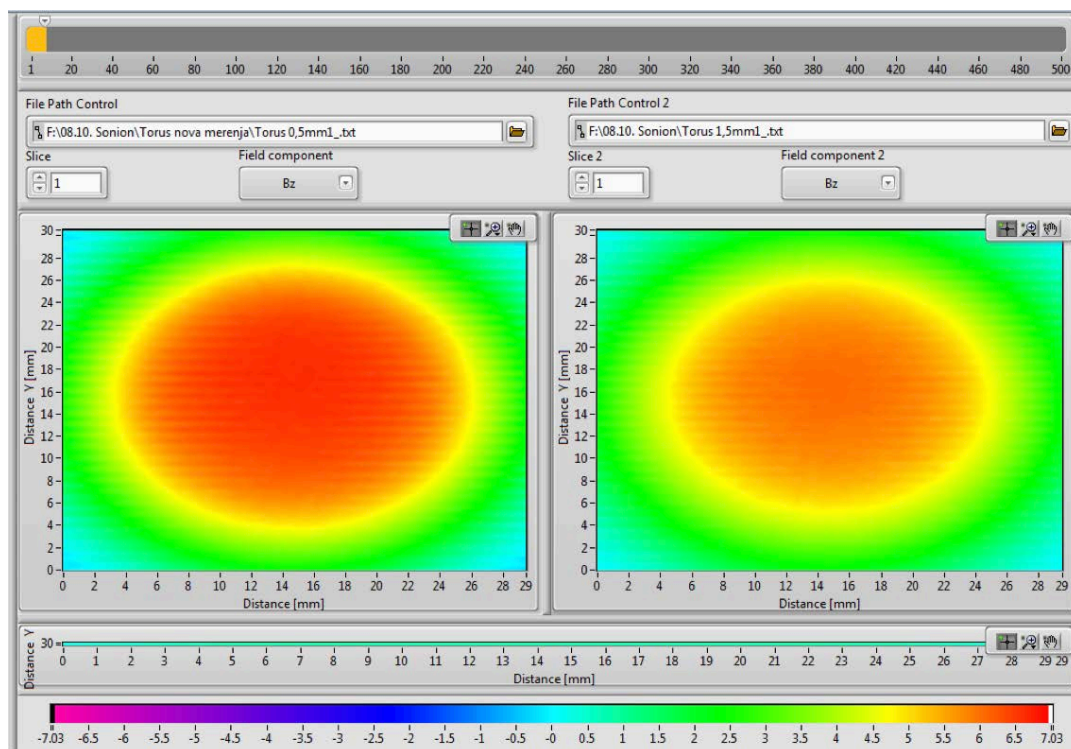 1 20 40 60 80 100 120 140 160 180 200 220 240 260 280 300 320 340 360 380 400 420 440 460 480 500
File Path Control
F:\08.10. Sonion\Torus nova merenja\Torus 0,5mm1_.txt
Slice
Field component
1
Bz
File Path Control 2
F:\08.10. Sonion\Torus 1,5mm1_.txt
Slice 2
Field component 2
1
Bz
30
28
26
24
22
20
18
16
14
12
10
8
6
4
2
0
Distance Y [mm]
0 2 4 6 8 10 12 14 16 18 20 22 24 26 28 29
Distance [mm]
30
28
26
24
22
20
18
16
14
12
10
8
6
4
2
0
Distance Y [mm]
0 2 4 6 8 10 12 14 16 18 20 22 24 26 28 29
Distance [mm]
Distance Y
30
0 1 2 3 4 5 6 7 8 9 10 11 12 13 14 15 16 17 18 19 20 21 22 23 24 25 26 27 28 29 29
Distance [mm]
-7.03 -6.5 -6 -5.5 -5 -4.5 -4 -3.5 -3 -2.5 -2 -1.5 -1 -0.5 -0 0.5 1 1.5 2 2.5 3 3.5 4 4.5 5 5.5 6 6.5 7.03